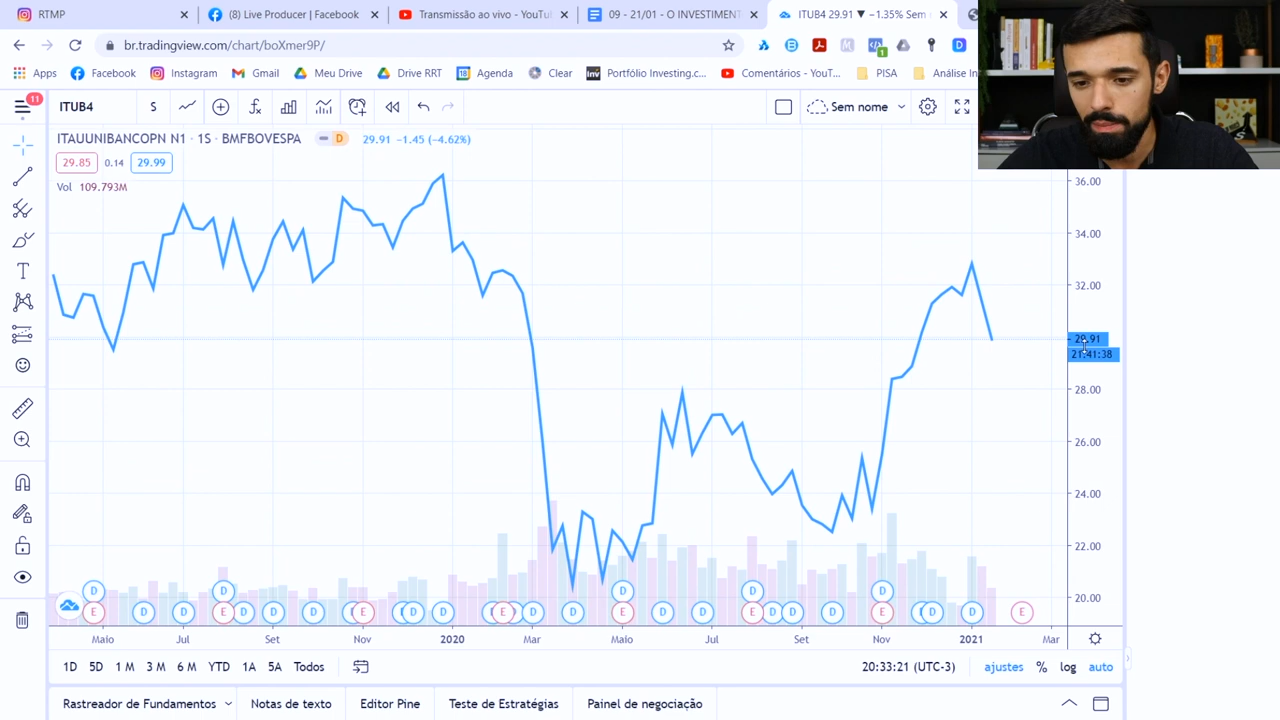 RTMP
(8) Live Producer | Facebook
Transmissão ao vivo - YouTu
09 - 21/01 - O INVESTIMENT
ITUB4 29.91 ▼ −1.35% Sem
br.tradingview.com/chart/boXmer9P/
Apps
Facebook
Instagram
Gmail
Meu Drive
Drive RRT
Agenda
Clear
Portfólio Investing.c...
Comentários - YouT...
PISA
Análise In
11
ITUB4
S
Sem nome
ITAUUNIBANCOPN N1 · 1S · BMFBOVESPA
D
29.91 −1.45 (−4.62%)
29.85
0.14
29.99
Vol 109.793M
36.00
34.00
32.00
29.91
21:41:38
28.00
26.00
24.00
22.00
20.00
Maio
Jul
Set
Nov
2020
Mar
Maio
Jul
Set
Nov
2021
Mar
1D
5D
1 M
3 M
6 M
YTD
1A
5A
Todos
20:33:21 (UTC-3)
ajustes
%
log
auto
Rastreador de Fundamentos
Notas de texto
Editor Pine
Teste de Estratégias
Painel de negociação